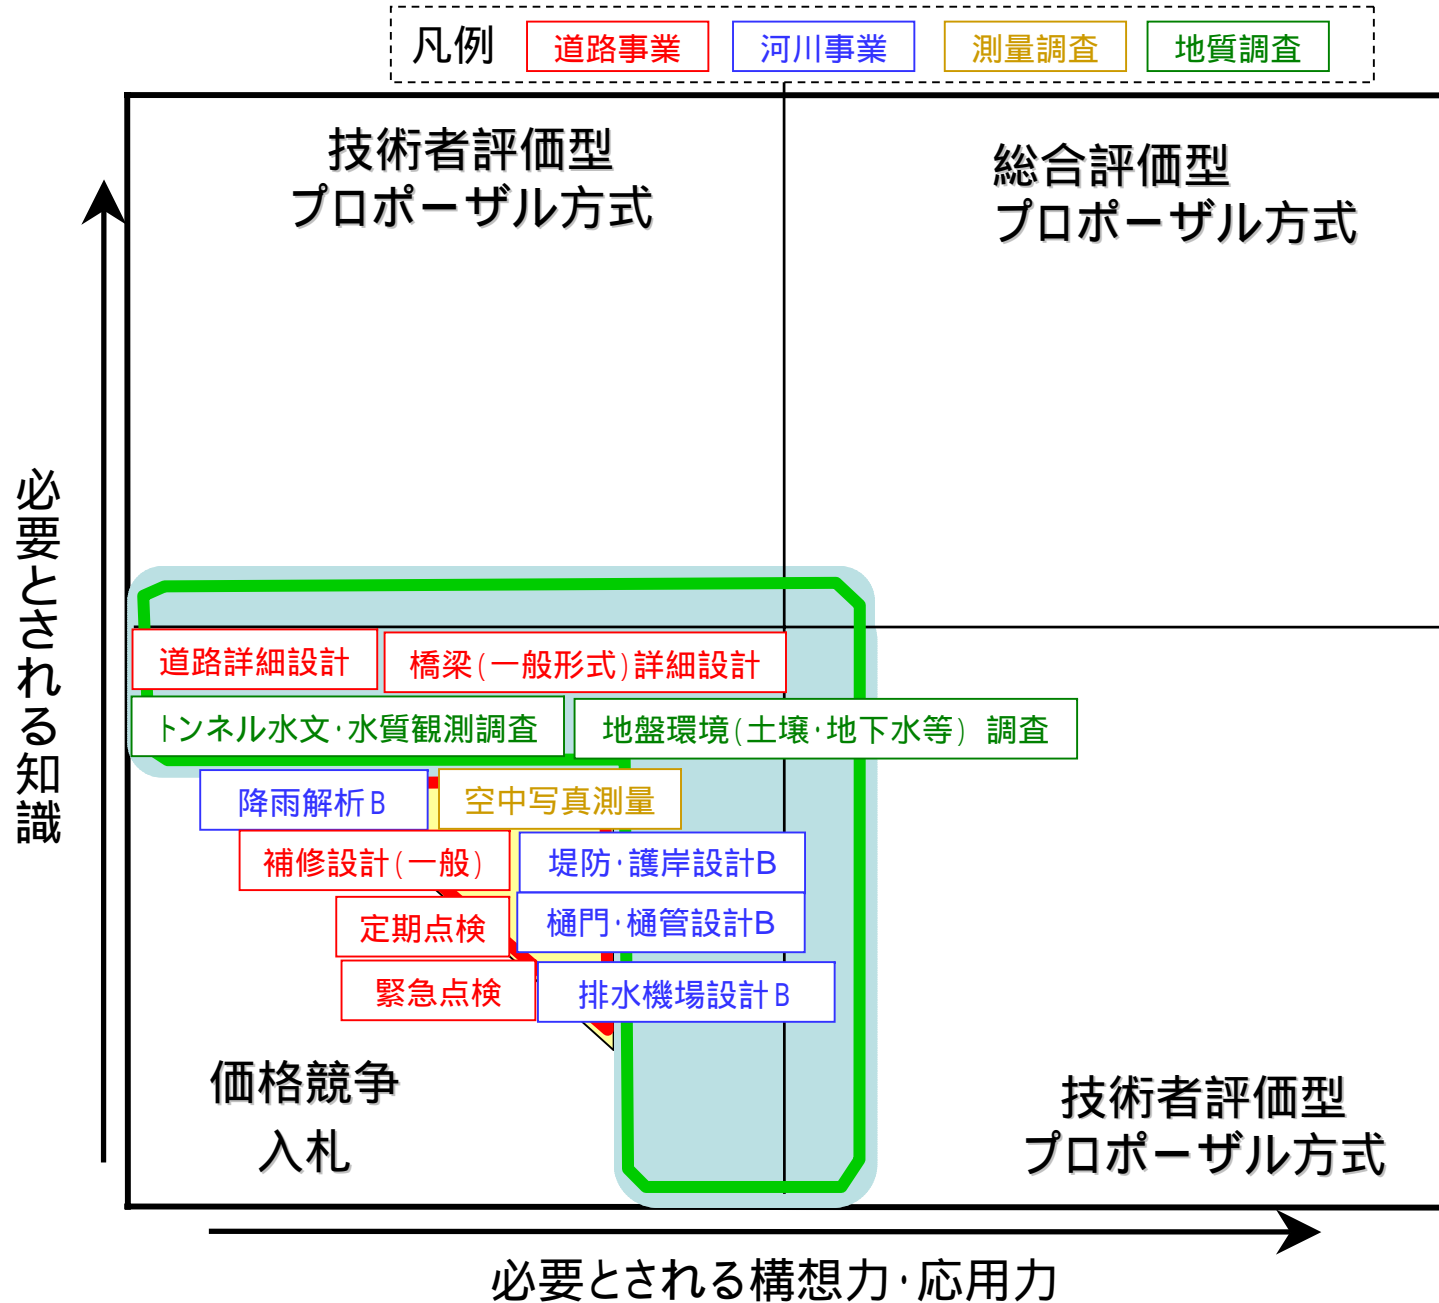 凡例 道路事業 河川事業 測量調査 地質調査
技術者評価型
プロポーザル方式
総合評価型
プロポーザル方式
必要とされる知識
道路詳細設計
橋梁(一般形式)詳細設計
トンネル水文・水質観測調査
地盤環境(土壌・地下水等) 調査
降雨解析B
空中写真測量
補修設計(一般)
堤防・護岸設計B
定期点検
樋門・樋管設計B
緊急点検
排水機場設計B
価格競争
入札
技術者評価型
プロポーザル方式
必要とされる構想力・応用力